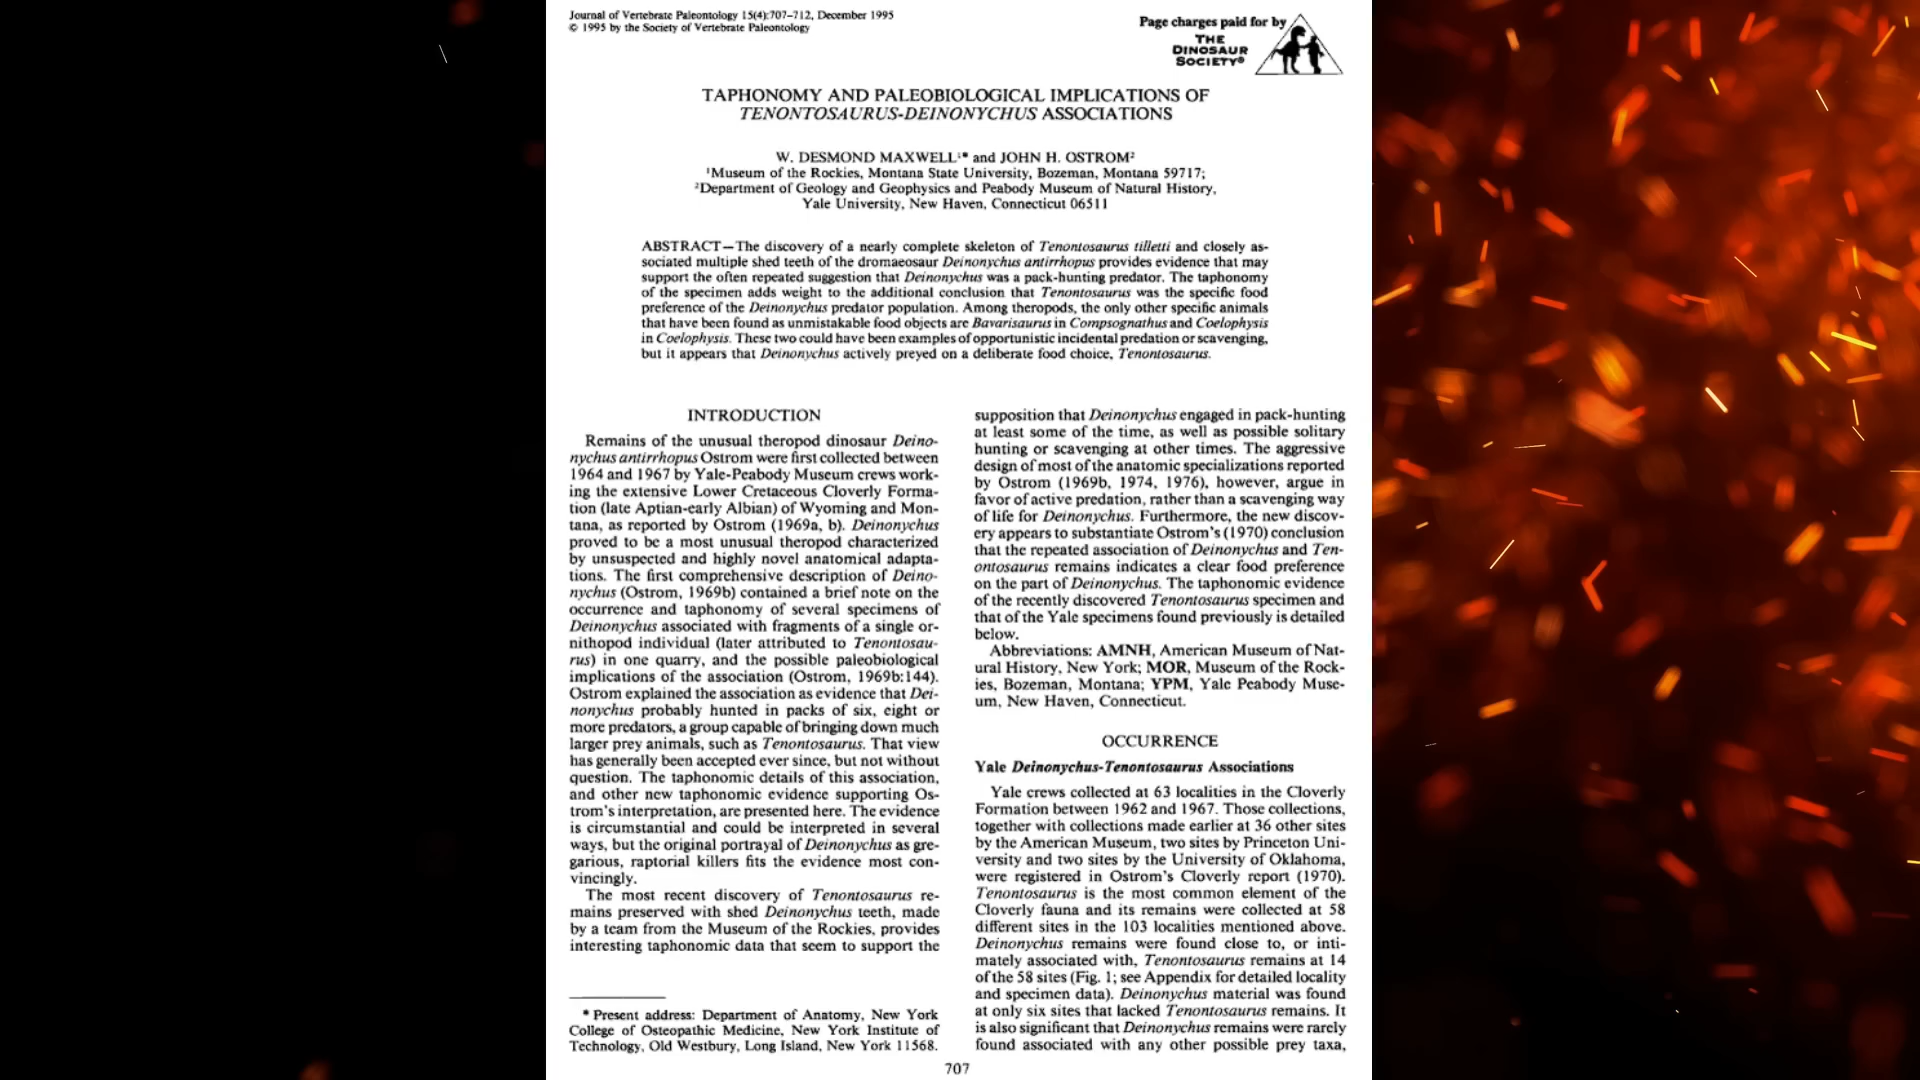 Journal of Vertebrate Paleontology 15(4):707–712, December 1995
© 1995 by the Society of Vertebrate Paleontology
Page charges paid for by
THE
DINOSAUR
SOCIETY®
TAPHONOMY AND PALEOBIOLOGICAL IMPLICATIONS OF
TENONTOSAURUS-DEINONYCHUS ASSOCIATIONS
W. DESMOND MAXWELL¹* and JOHN H. OSTROM²
¹Museum of the Rockies, Montana State University, Bozeman, Montana 59717;
²Department of Geology and Geophysics and Peabody Museum of Natural History,
Yale University, New Haven, Connecticut 06511
ABSTRACT—The discovery of a nearly complete skeleton of Tenontosaurus tilletti and closely as-
sociated multiple shed teeth of the dromaeosaur Deinonychus antirrhopus provides evidence that may
support the often repeated suggestion that Deinonychus was a pack-hunting predator. The taphonomy
of the specimen adds weight to the additional conclusion that Tenontosaurus was the specific food
preference of the Deinonychus predator population. Among theropods, the only other specific animals
that have been found as unmistakable food objects are Bavarisaurus in Compsognathus and Coelophysis
in Coelophysis. These two could have been examples of opportunistic incidental predation or scavenging,
but it appears that Deinonychus actively preyed on a deliberate food choice, Tenontosaurus.
INTRODUCTION
Remains of the unusual theropod dinosaur Deino-
nychus antirrhopus Ostrom were first collected between
1964 and 1967 by Yale-Peabody Museum crews work-
ing the extensive Lower Cretaceous Cloverly Forma-
tion (late Aptian-early Albian) of Wyoming and Mon-
tana, as reported by Ostrom (1969a, b). Deinonychus
proved to be a most unusual theropod characterized
by unsuspected and highly novel anatomical adapta-
tions. The first comprehensive description of Deino-
nychus (Ostrom, 1969b) contained a brief note on the
occurrence and taphonomy of several specimens of
Deinonychus associated with fragments of a single or-
nithopod individual (later attributed to Tenontosau-
rus) in one quarry, and the possible paleobiological
implications of the association (Ostrom, 1969b:144).
Ostrom explained the association as evidence that Dei-
nonychus probably hunted in packs of six, eight or
more predators, a group capable of bringing down much
larger prey animals, such as Tenontosaurus. That view
has generally been accepted ever since, but not without
question. The taphonomic details of this association,
and other new taphonomic evidence supporting Os-
trom's interpretation, are presented here. The evidence
is circumstantial and could be interpreted in several
ways, but the original portrayal of Deinonychus as gre-
garious, raptorial killers fits the evidence most con-
vincingly.
The most recent discovery of Tenontosaurus re-
mains preserved with shed Deinonychus teeth, made
by a team from the Museum of the Rockies, provides
interesting taphonomic data that seem to support the
* Present address: Department of Anatomy, New York
College of Osteopathic Medicine, New York Institute of
Technology, Old Westbury, Long Island, New York 11568.
supposition that Deinonychus engaged in pack-hunting
at least some of the time, as well as possible solitary
hunting or scavenging at other times. The aggressive
design of most of the anatomic specializations reported
by Ostrom (1969b, 1974, 1976), however, argue in
favor of active predation, rather than a scavenging way
of life for Deinonychus. Furthermore, the new discov-
ery appears to substantiate Ostrom's (1970) conclusion
that the repeated association of Deinonychus and Ten-
ontosaurus remains indicates a clear food preference
on the part of Deinonychus. The taphonomic evidence
of the recently discovered Tenontosaurus specimen and
that of the Yale specimens found previously is detailed
below.
Abbreviations: AMNH, American Museum of Nat-
ural History, New York; MOR, Museum of the Rock-
ies, Bozeman, Montana; YPM, Yale Peabody Muse-
um, New Haven, Connecticut.
OCCURRENCE
Yale Deinonychus-Tenontosaurus Associations
Yale crews collected at 63 localities in the Cloverly
Formation between 1962 and 1967. Those collections,
together with collections made earlier at 36 other sites
by the American Museum, two sites by Princeton Uni-
versity and two sites by the University of Oklahoma,
were registered in Ostrom's Cloverly report (1970).
Tenontosaurus is the most common element of the
Cloverly fauna and its remains were collected at 58
different sites in the 103 localities mentioned above.
Deinonychus remains were found close to, or inti-
mately associated with, Tenontosaurus remains at 14
of the 58 sites (Fig. 1; see Appendix for detailed locality
and specimen data). Deinonychus material was found
at only six sites that lacked Tenontosaurus remains. It
is also significant that Deinonychus remains were rarely
found associated with any other possible prey taxa,
707